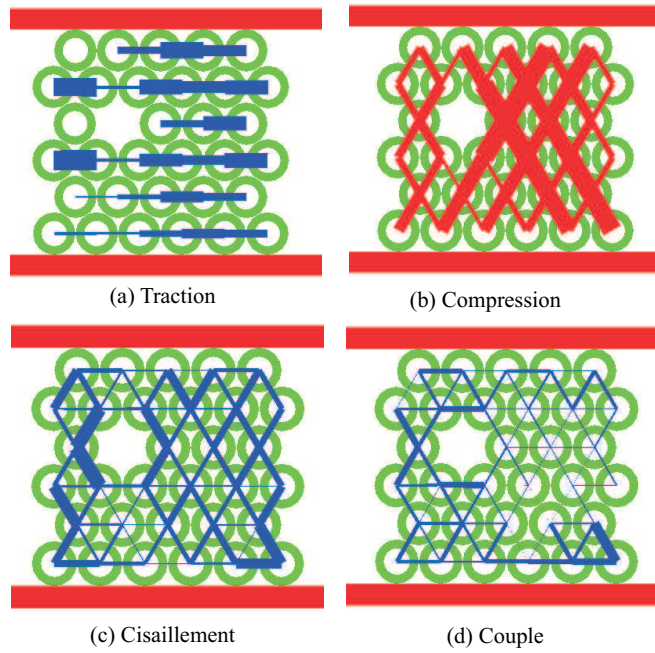 (a) Traction
(b) Compression
(c) Cisaillement
(d) Couple